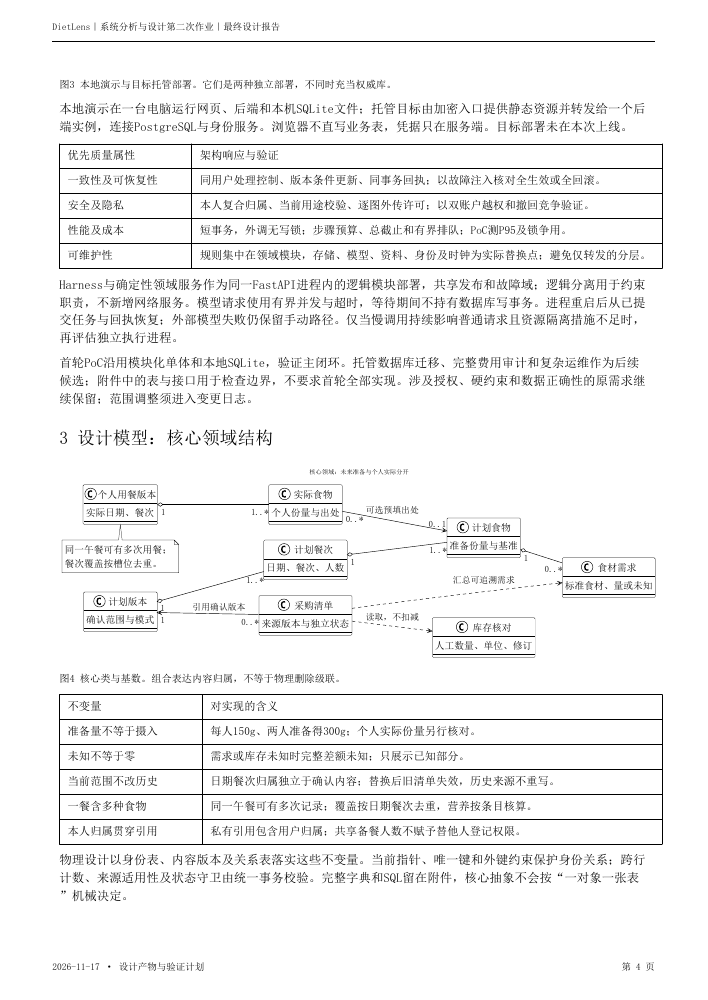 DietLens | 系统分析与设计第二次作业 | 最终设计报告
图3 本地演示与目标托管部署。它们是两种独立部署，不同时充当权威库。
本地演示在一台电脑运行网页、后端和本机SQLite文件；托管目标由加密入口提供静态资源并转发给一个后
端实例，连接PostgreSQL与身份服务。浏览器不直写业务表，凭据只在服务端。目标部署未在本次上线。
优先质量属性 架构响应与验证
一致性及可恢复性 同用户处理控制、版本条件更新、同事务回执；以故障注入核对全生效或全回滚。
安全及隐私 本人复合归属、当前用途校验、逐图外传许可；以双账户越权和撤回竞争验证。
性能及成本 短事务，外调无写锁；步骤预算、总截止和有界排队；PoC测P95及锁争用。
可维护性 规则集中在领域模块，存储、模型、资料、身份及时钟为实际替换点；避免仅转发的分层。
Harness与确定性领域服务作为同一FastAPI进程内的逻辑模块部署，共享发布和故障域；逻辑分离用于约束
职责，不新增网络服务。模型请求使用有界并发与超时，等待期间不持有数据库写事务。进程重启后从已提
交任务与回执恢复；外部模型失败仍保留手动路径。仅当慢调用持续影响普通请求且资源隔离措施不足时，
再评估独立执行进程。
首轮PoC沿用模块化单体和本地SQLite，验证主闭环。托管数据库迁移、完整费用审计和复杂运维作为后续
候选；附件中的表与接口用于检查边界，不要求首轮全部实现。涉及授权、硬约束和数据正确性的原需求继
续保留；范围调整须进入变更日志。
3 设计模型：核心领域结构
核心领域：未来准备与个人实际分开
C 个人用餐版本
实际日期、餐次
1
1..*
C 实际食物
个人份量与出处
0..*
可选预填出处
0..1
C 计划食物
准备份量与基准
1..*
1
同一午餐可有多次用餐；
餐次覆盖按槽位去重。
C 计划餐次
日期、餐次、人数
1
1..*
0..*
C 食材需求
标准食材、量或未知
汇总可追溯需求
C 计划版本
确认范围与模式
1
1
引用确认版本
0..*
C 采购清单
来源版本与独立状态
读取，不扣减
C 库存核对
人工数量、单位、修订
图4 核心类与基数。组合表达内容归属，不等于物理删除级联。
不变量 对实现的含义
准备量不等于摄入 每人150g、两人准备得300g；个人实际份量另行核对。
未知不等于零 需求或库存未知时完整差额未知；只展示已知部分。
当前范围不改历史 日期餐次归属独立于确认内容；替换后旧清单失效，历史来源不重写。
一餐含多种食物 同一午餐可有多次记录；覆盖按日期餐次去重，营养按条目核算。
本人归属贯穿引用 私有引用包含用户归属；共享备餐人数不赋予替他人登记权限。
物理设计以身份表、内容版本及关系表落实这些不变量。当前指针、唯一键和外键约束保护身份关系；跨行
计数、来源适用性及状态守卫由统一事务校验。完整字典和SQL留在附件，核心抽象不会按“一对象一张表
”机械决定。
2026-11-17 • 设计产物与验证计划
第 4 页